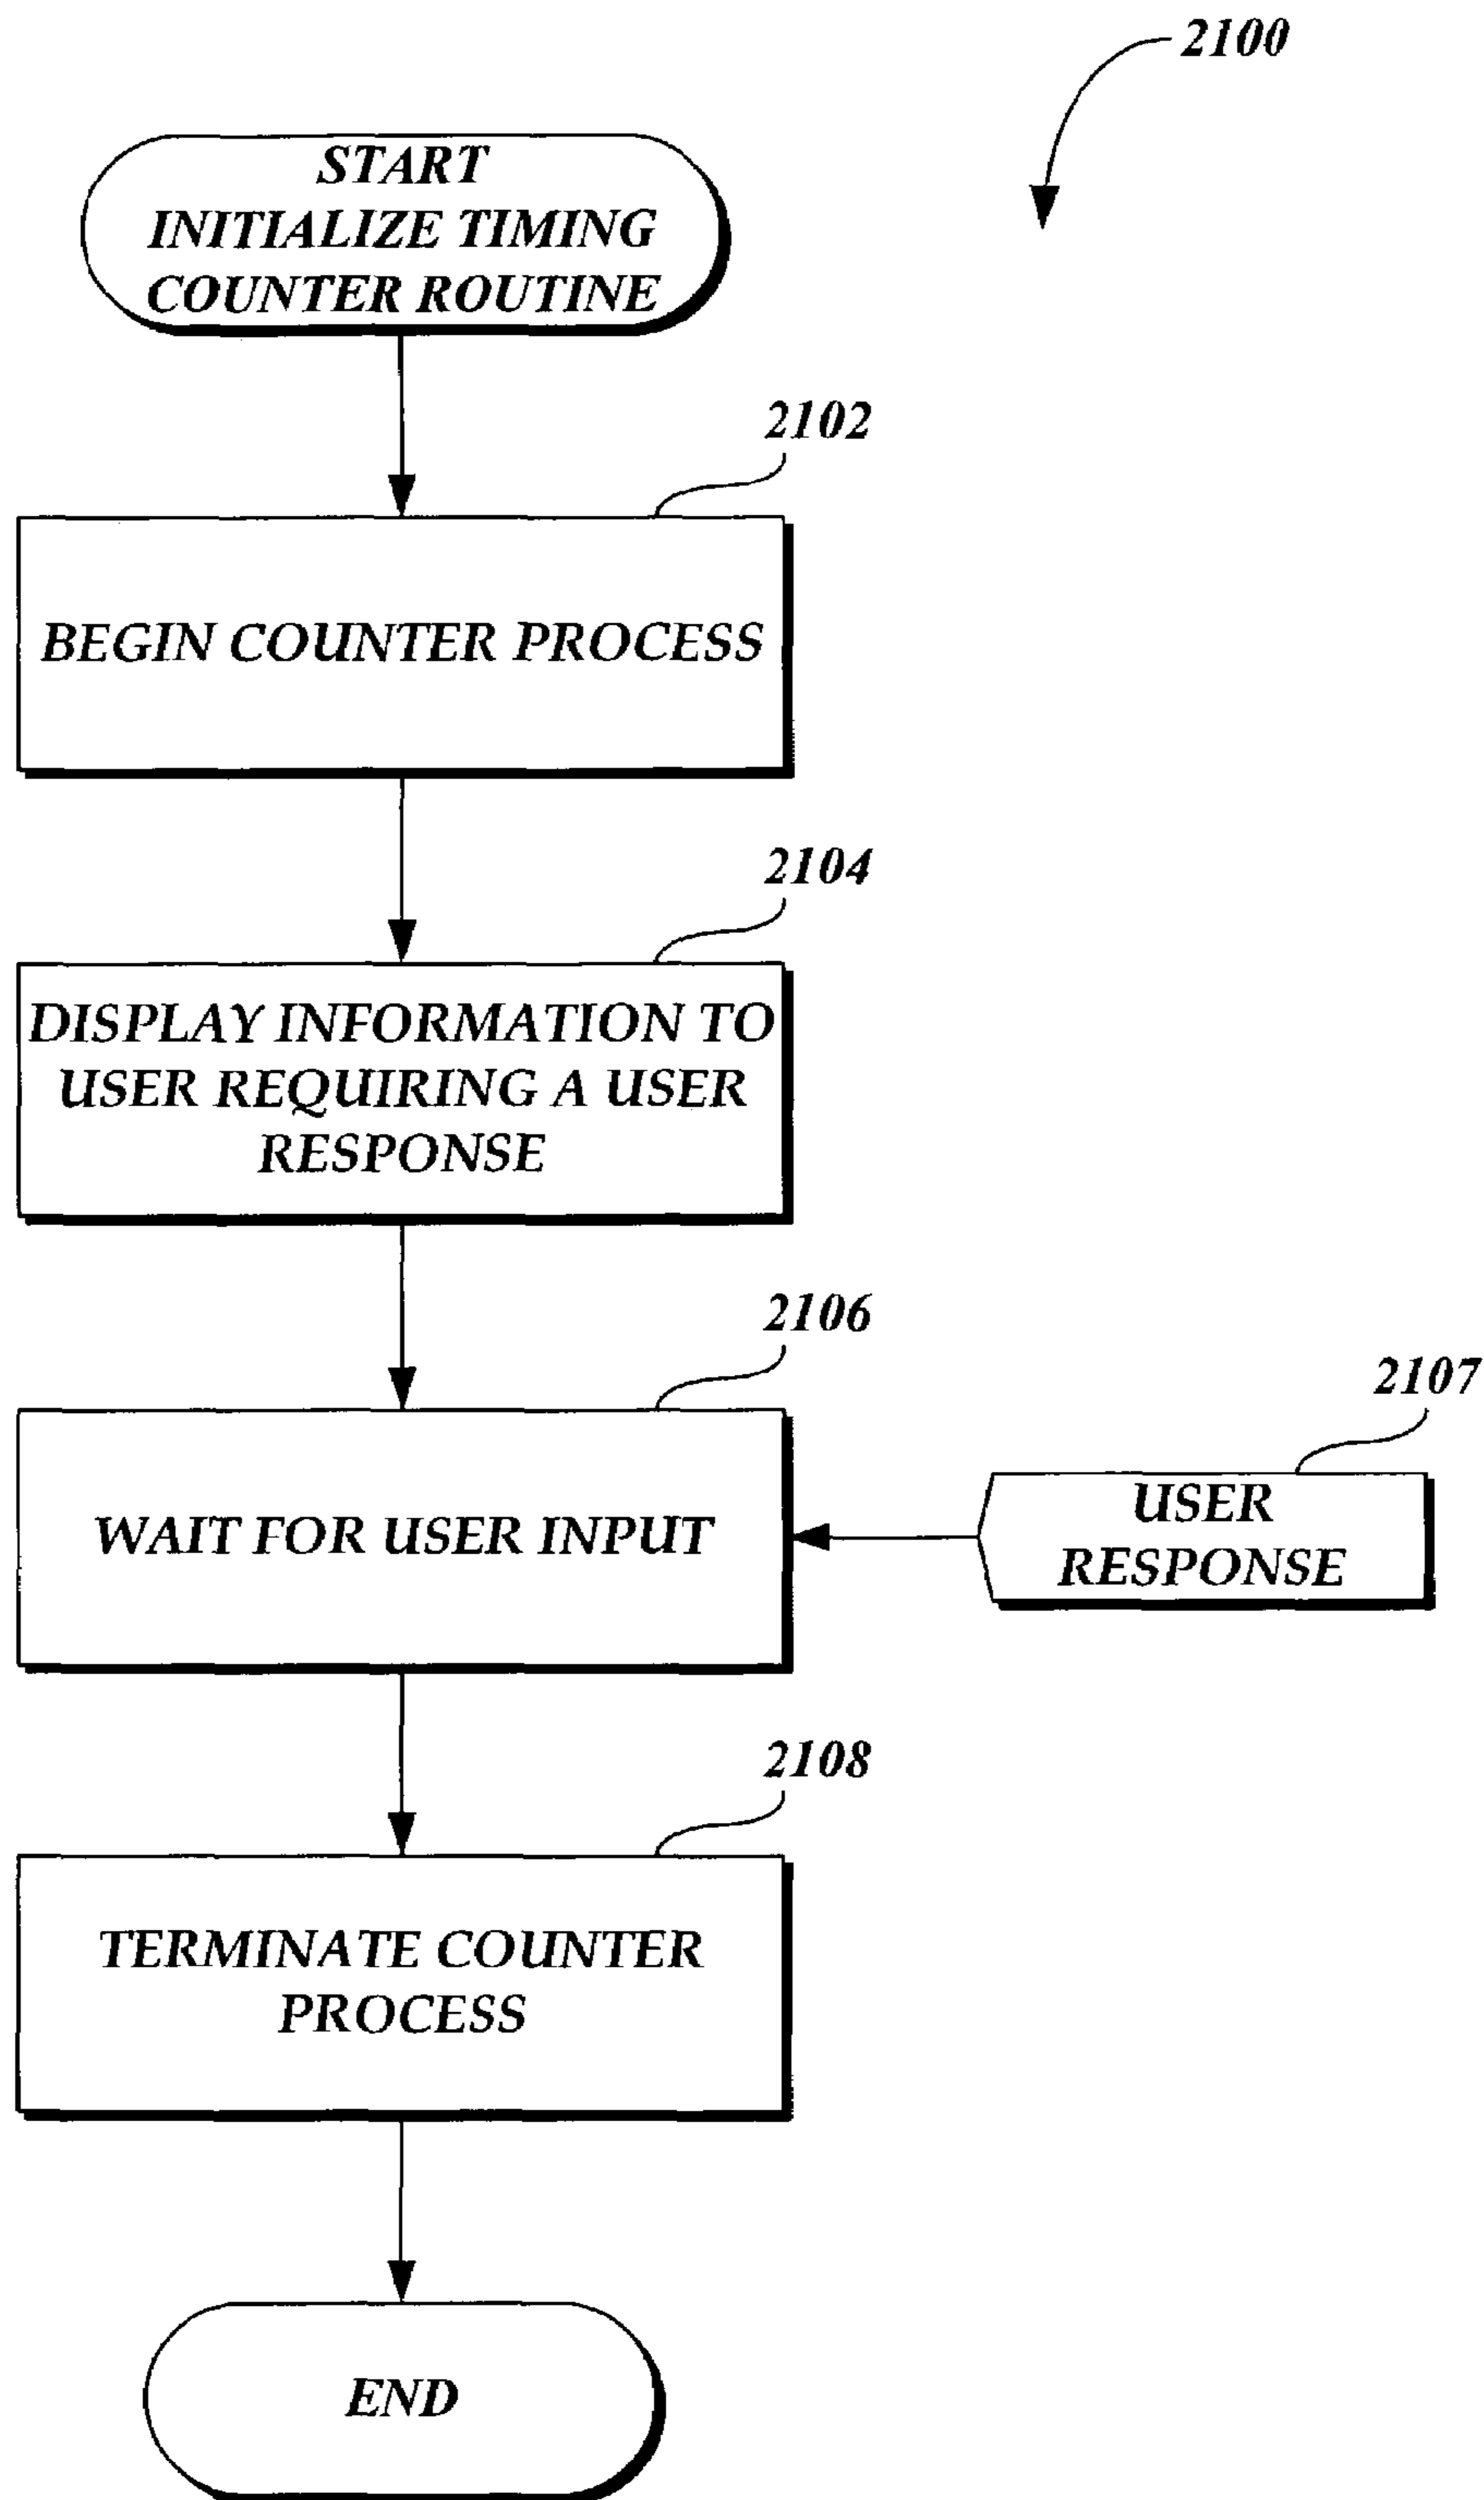 2100
START
INITIALIZE TIMING
COUNTER ROUTINE
2102
BEGIN COUNTER PROCESS
2104
DISPLAY INFORMATION TO
USER REQUIRING A USER
RESPONSE
2106
2107
WAIT FOR USER INPUT
USER
RESPONSE
2108
TERMINATE COUNTER
PROCESS
END